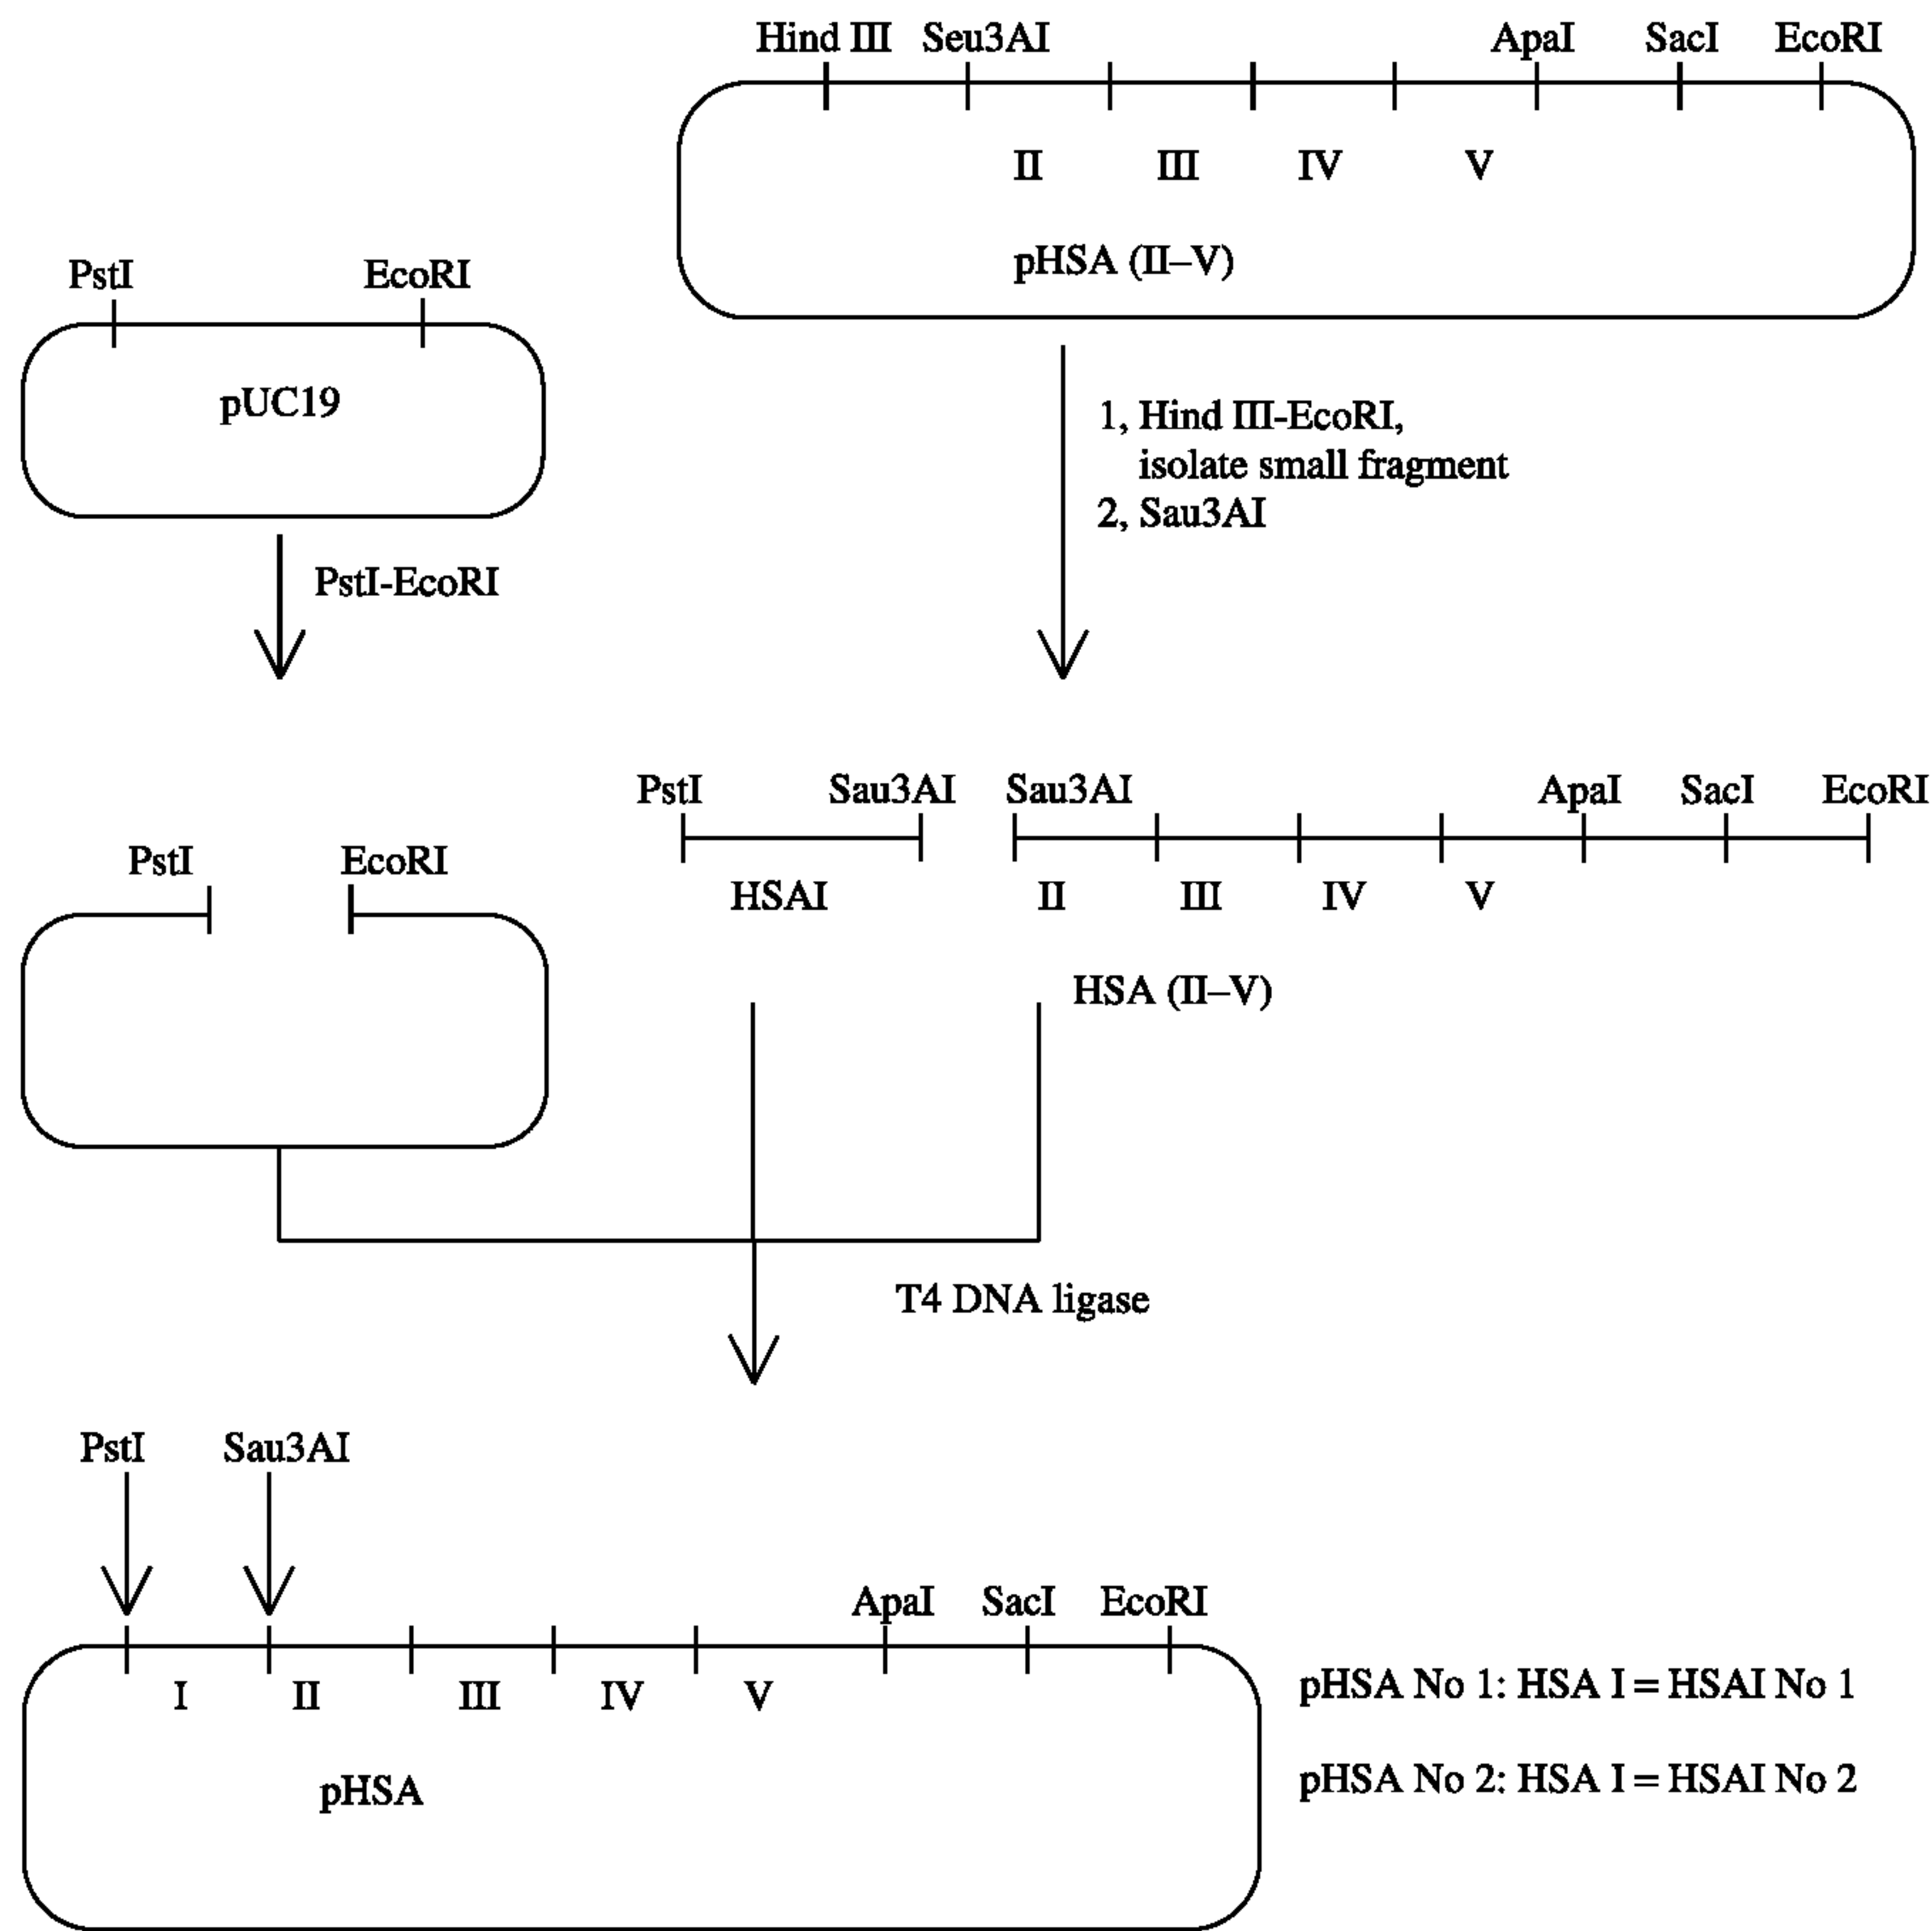 Hind III Seu3AI ApaI SacI EcoRI
II III IV V
pHSA (II–V)
PstI EcoRI
pUC19
1, Hind III-EcoRI,
isolate small fragment
2, Sau3AI
PstI-EcoRI
PstI Sau3AI Sau3AI ApaI SacI EcoRI
PstI EcoRI
HSAI II III IV V
HSA (II–V)
T4 DNA ligase
PstI Sau3AI
ApaI SacI EcoRI
I II III IV V
pHSA No 1: HSA I = HSAI No 1
pHSA No 2: HSA I = HSAI No 2
pHSA